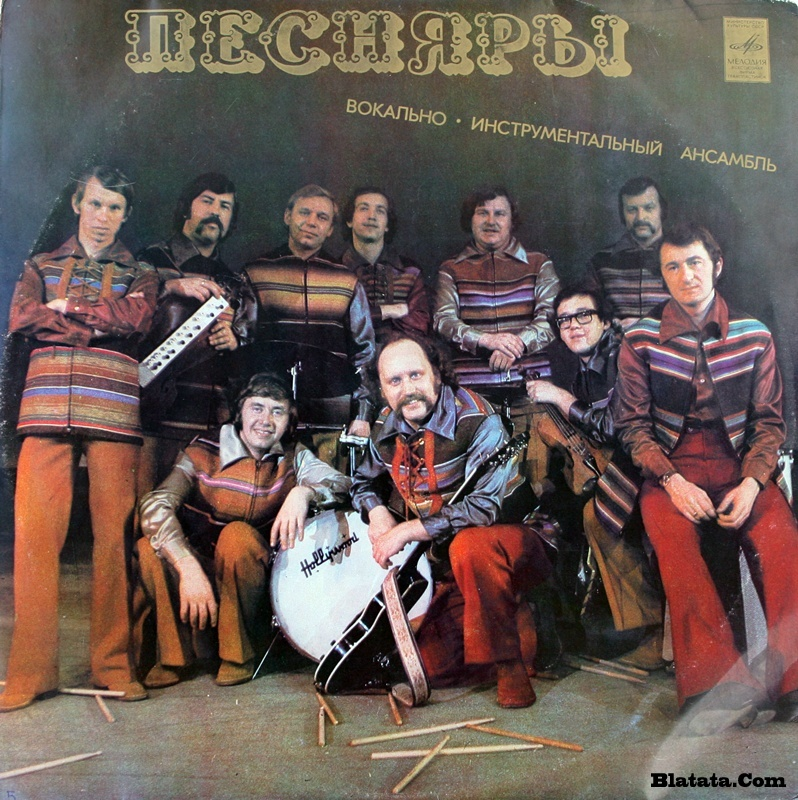 ПЕСНЯРЫ
МЕЛОДИЯ
ВОКАЛЬНО • ИНСТРУМЕНТАЛЬНЫЙ АНСАМБЛЬ
Hollywood
Blatata.Com